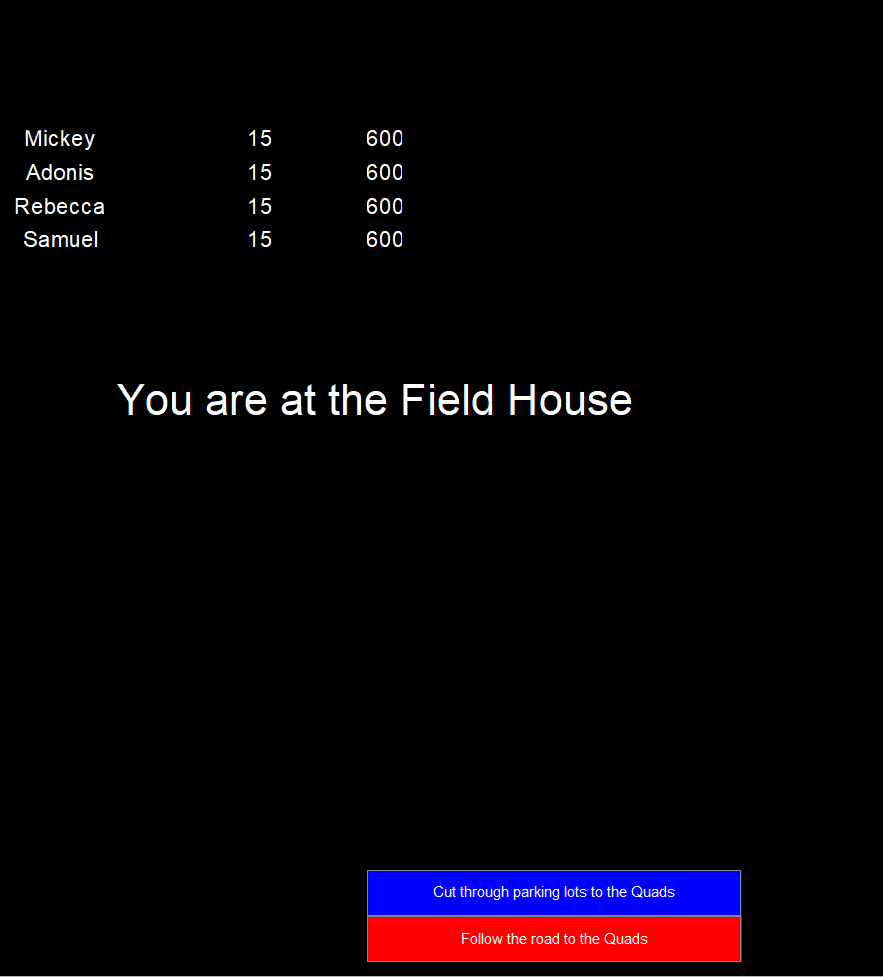 Mickey 15 600
Adonis 15 600
Rebecca 15 600
Samuel 15 600
You are at the Field House
Cut through parking lots to the Quads
Follow the road to the Quads